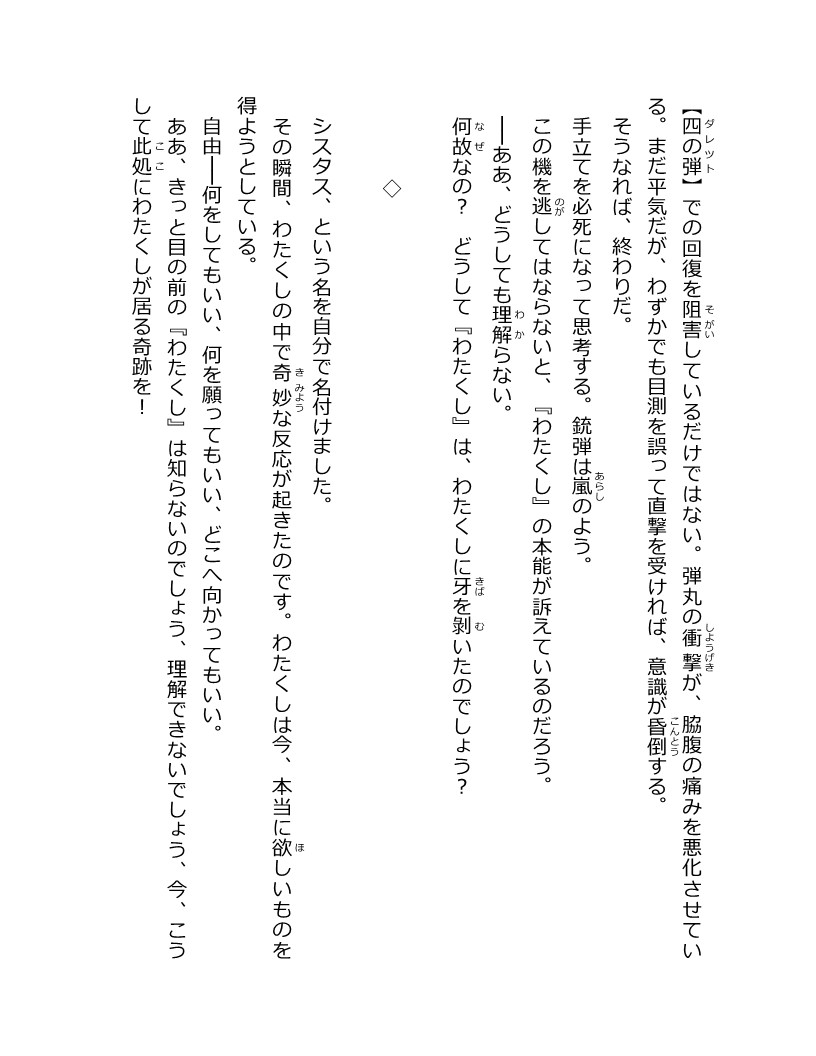 【四の弾】での回復を阻害しているだけではない。弾丸の衝撃が、脇腹の痛みを悪化させてい
る。まだ平気だが、わずかでも目測を誤って直撃を受ければ、意識が昏倒する。
そうなれば、終わりだ。
手立てを必死になって思考する。銃弾は嵐のよう。
この機を逃してはならないと、『わたくし』の本能が訴えているのだろう。
──ああ、どうしても理解らない。
何故なの？　どうして『わたくし』は、わたくしに牙を剝いたのでしょう？
◇
シスタス、という名を自分で名付けました。
その瞬間、わたくしの中で奇妙な反応が起きたのです。わたくしは今、本当に欲しいものを
得ようとしている。
自由──何をしてもいい、何を願ってもいい、どこへ向かってもいい。
ああ、きっと目の前の『わたくし』は知らないのでしょう、理解できないでしょう、今、こう
して此処にわたくしが居る奇跡を！